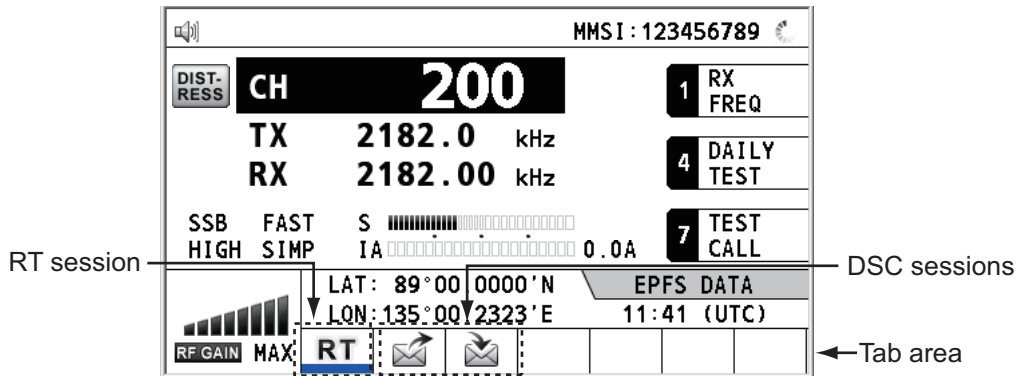 MMSI:123456789
DIST-
RESS
CH 200
1 RX
FREQ
TX 2182.0 kHz
RX 2182.00 kHz
4 DAILY
TEST
SSB FAST S
HIGH SIMP IA 0.0A
7 TEST
CALL
RT session
DSC sessions
LAT: 89°00.0000'N EPFS DATA
LON:135°00.2323'E 11:41 (UTC)
RF GAIN MAX RT
Tab area